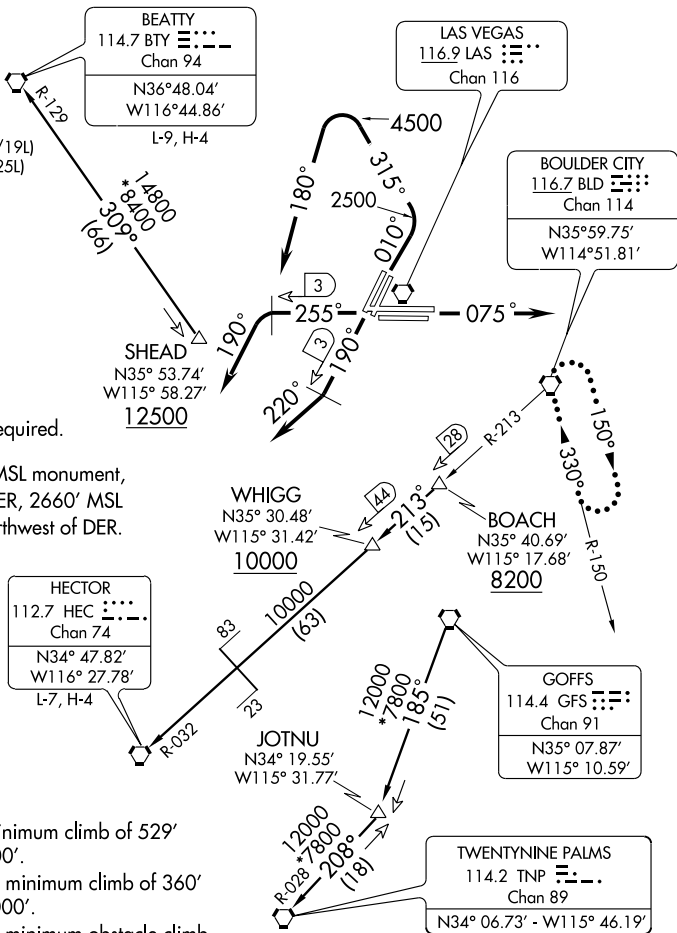 BEATTY
114.7 BTY
Chan 94
N36°48.04'
W116°44.86'
L-9, H-4
R-129
/19L)
25L)
14800
*8400
309°
(66)
SHEAD
N35° 53.74'
W115° 58.27'
12500
LAS VEGAS
116.9 LAS
Chan 116
4500
315°
180°
2500
010°
3
255°
190°
075°
3
190°
220°
BOULDER CITY
116.7 BLD
Chan 114
N35°59.75'
W114°51.81'
150°
330°
R-213
R-150
28
equired.
MSL monument,
ER, 2660' MSL
rthwest of DER.
44
213°
(15)
WHIGG
N35° 30.48'
W115° 31.42'
10000
BOACH
N35° 40.69'
W115° 17.68'
8200
10000
(63)
83
23
HECTOR
112.7 HEC
Chan 74
N34° 47.82'
W116° 27.78'
L-7, H-4
R-032
GOFFS
114.4 GFS
Chan 91
N35° 07.87'
W115° 10.59'
12000
*7800
185°
(51)
JOTNU
N34° 19.55'
W115° 31.77'
12000
*7800
208°
(18)
R-028
TWENTYNINE PALMS
114.2 TNP
Chan 89
N34° 06.73' - W115° 46.19'
inimum climb of 529'
00'.
minimum climb of 360'
000'.
minimum obstacle climb